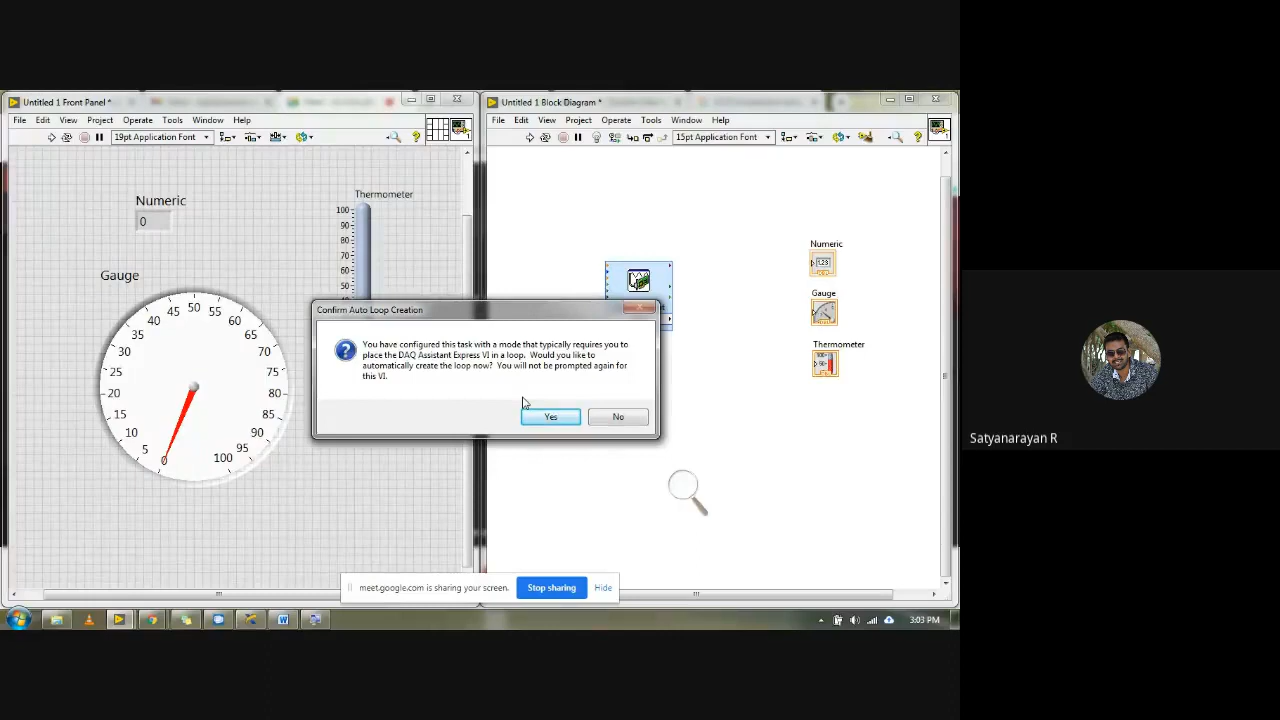 Untitled 1 Front Panel *
File Edit View Project Operate Tools Window Help
19pt Application Font
Numeric
0
Thermometer
100
90
80
70
60
50
40
Gauge
0
5
10
15
20
25
30
35
40
45
50
55
60
65
70
75
80
85
90
95
100
Untitled 1 Block Diagram *
File Edit View Project Operate Tools Window Help
15pt Application Font
Numeric
1.23
Gauge
Thermometer
Confirm Auto Loop Creation
You have configured this task with a mode that typically requires you to
place the DAQ Assistant Express VI in a loop. Would you like to
automatically create the loop now? You will not be prompted again for
this VI.
Yes
No
meet.google.com is sharing your screen.
Stop sharing
Hide
3:03 PM
Satyanarayan R